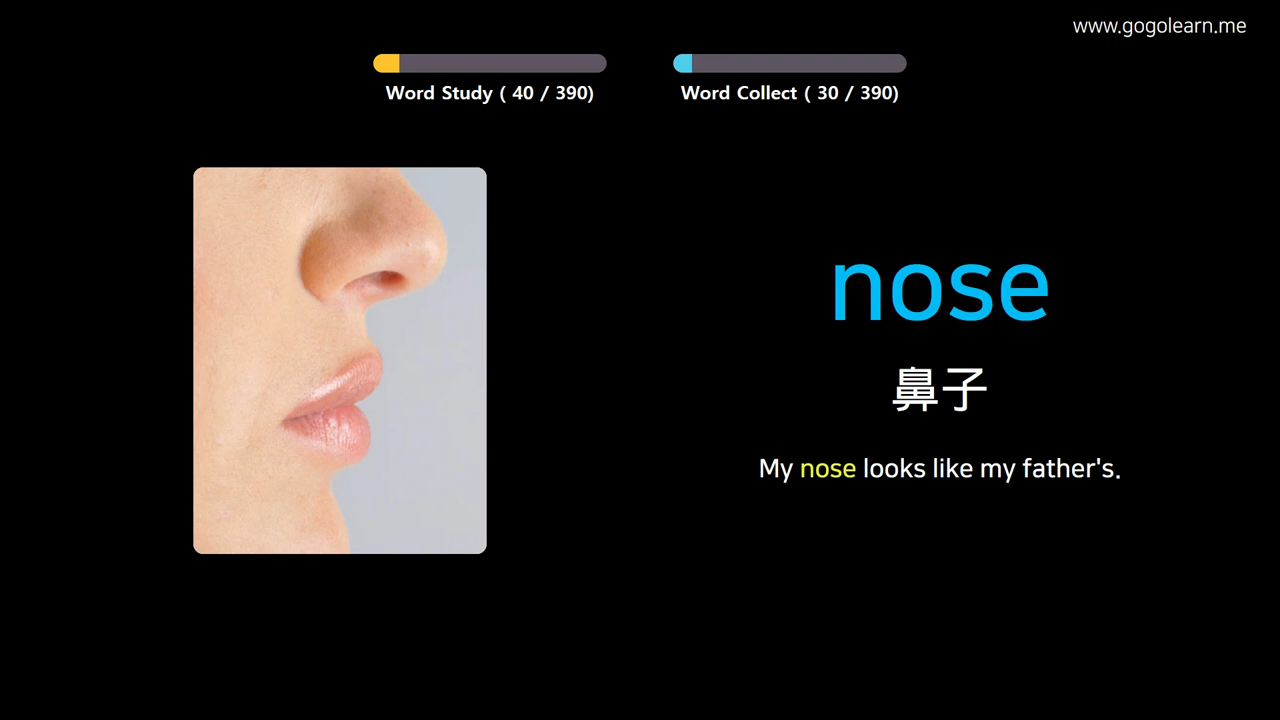 www.gogolearn.me
Word Study ( 40 / 390)
Word Collect ( 30 / 390)
nose
鼻子
My nose looks like my father's.